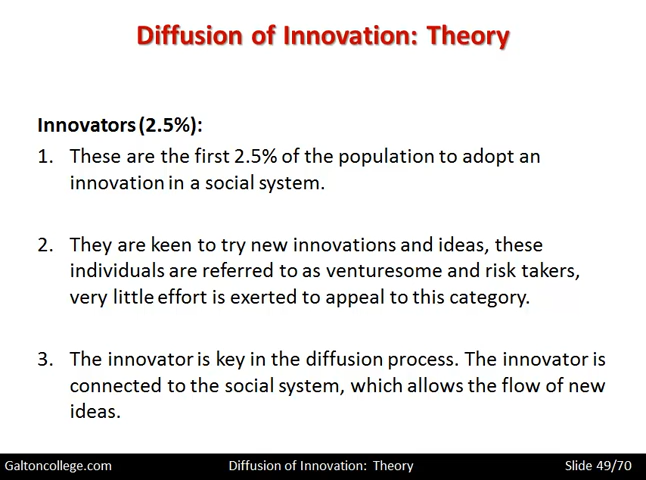 Diffusion of Innovation: Theory
Innovators (2.5%):
1. These are the first 2.5% of the population to adopt an
innovation in a social system.
2. They are keen to try new innovations and ideas, these
individuals are referred to as venturesome and risk takers,
very little effort is exerted to appeal to this category.
3. The innovator is key in the diffusion process. The innovator is
connected to the social system, which allows the flow of new
ideas.
Galtoncollege.com Diffusion of Innovation: Theory Slide 49/70